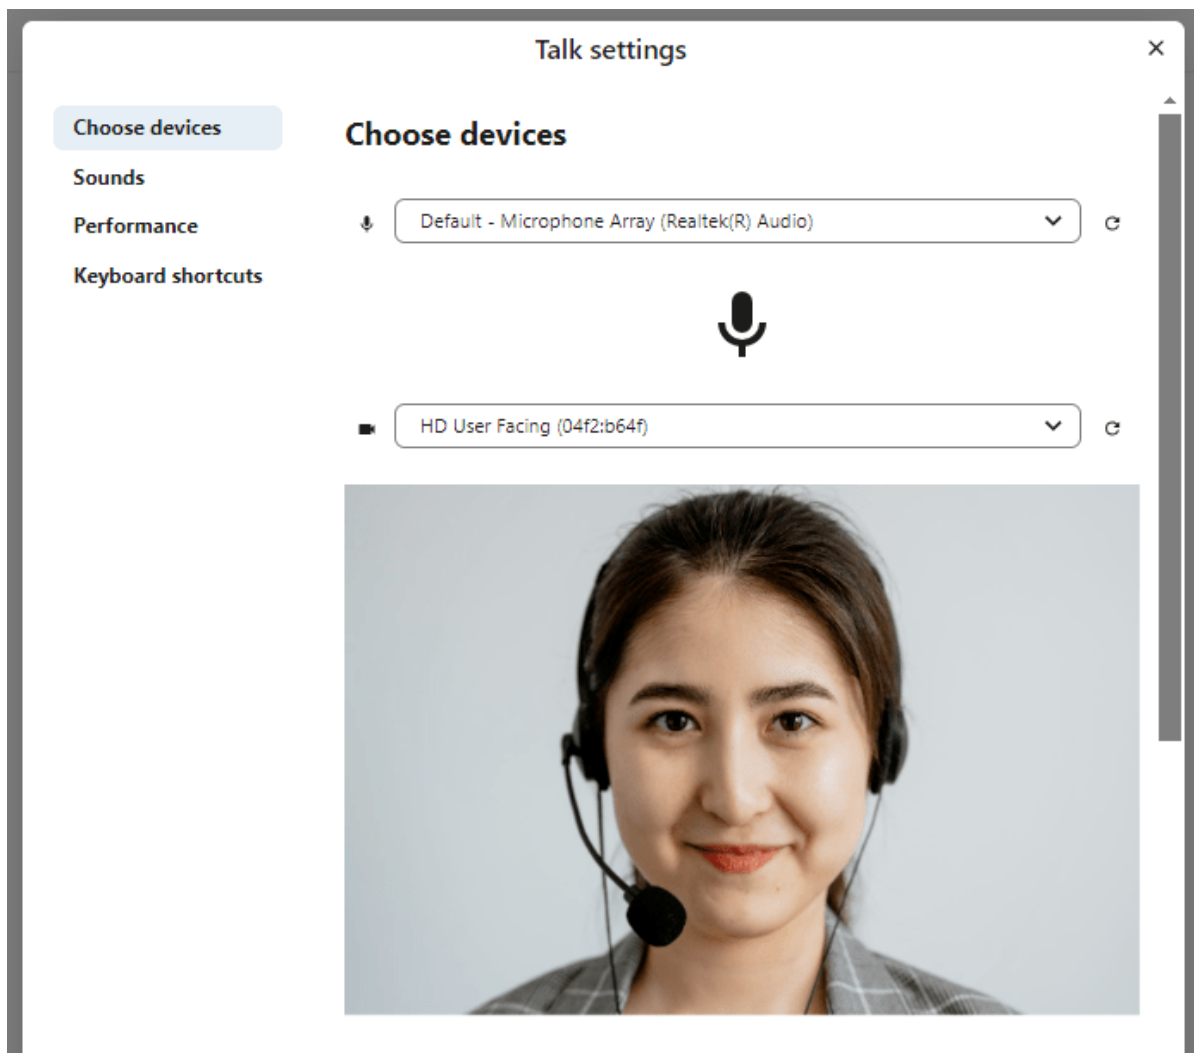 Talk settings
Choose devices
Sounds
Performance
Keyboard shortcuts
Choose devices
Default - Microphone Array (Realtek(R) Audio)
HD User Facing (04f2:b64f)